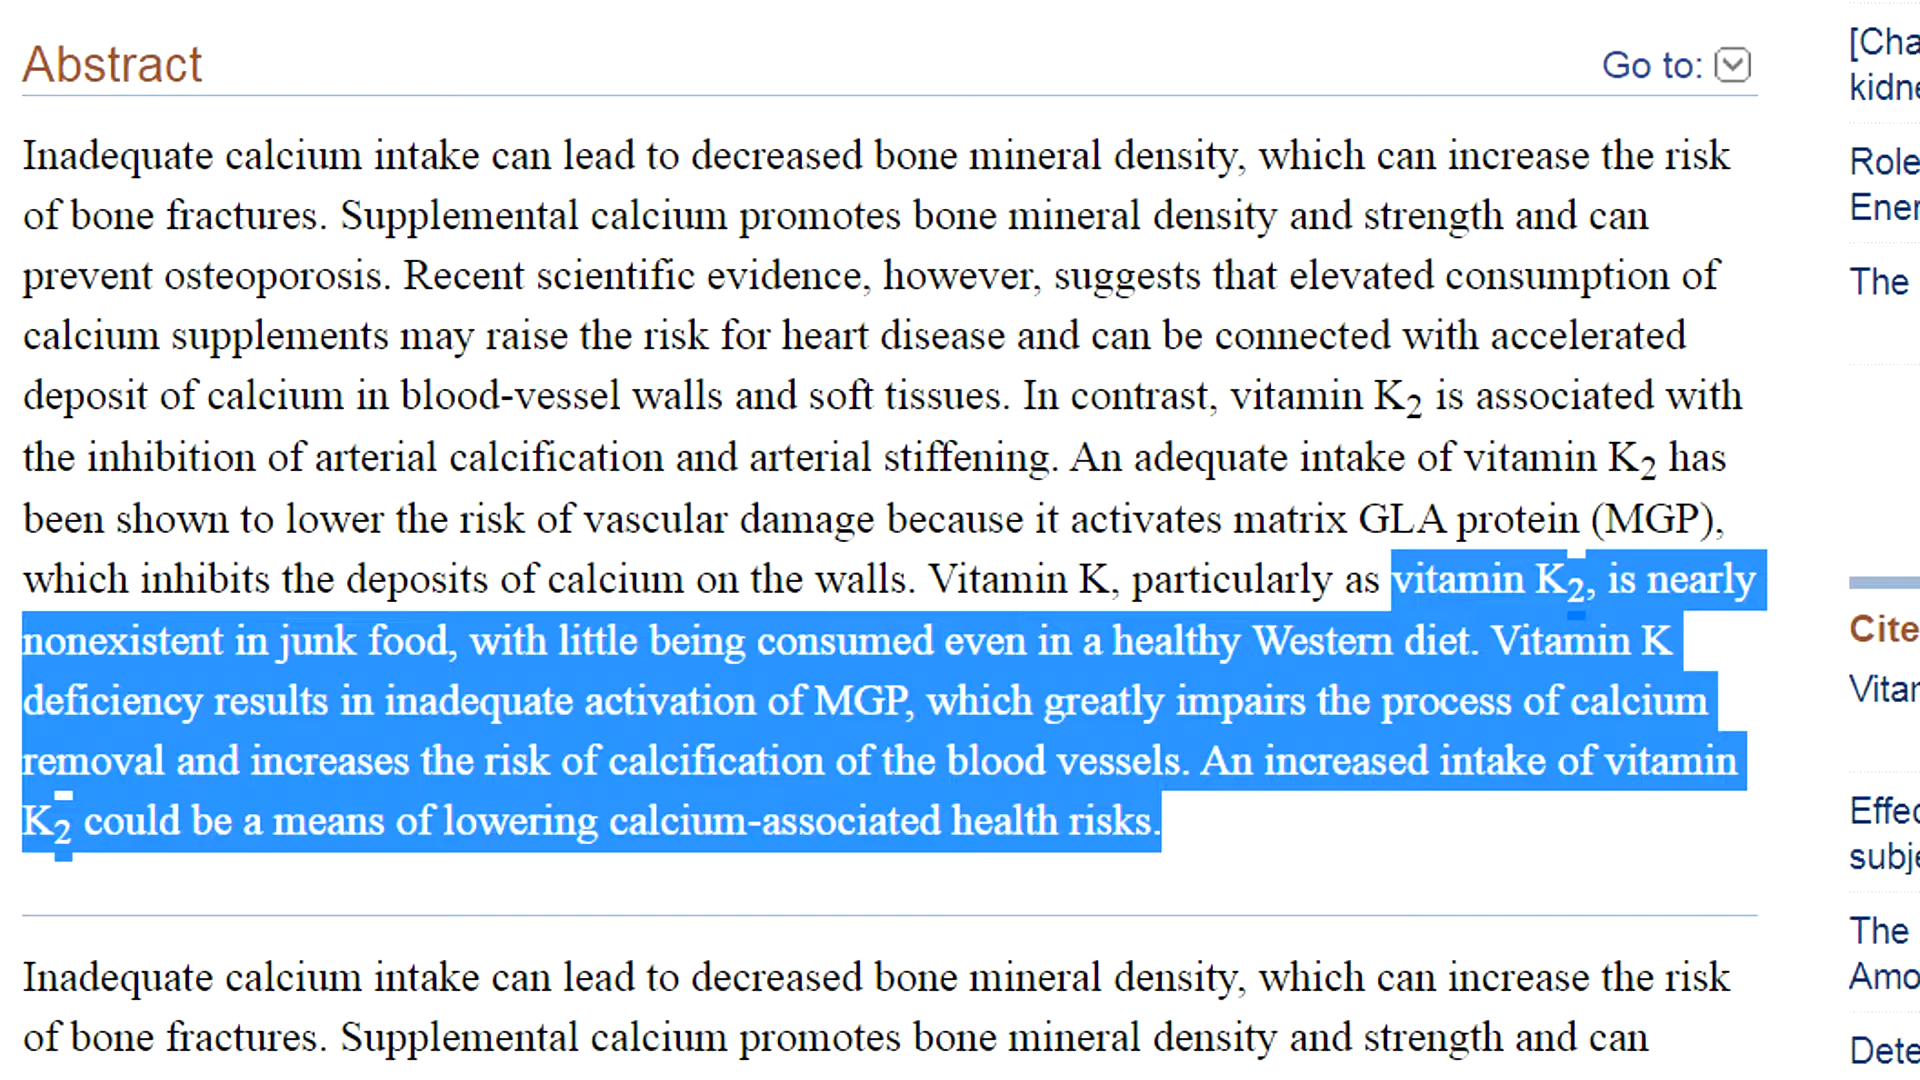 Abstract
Go to:
Inadequate calcium intake can lead to decreased bone mineral density, which can increase the risk
of bone fractures. Supplemental calcium promotes bone mineral density and strength and can
prevent osteoporosis. Recent scientific evidence, however, suggests that elevated consumption of
calcium supplements may raise the risk for heart disease and can be connected with accelerated
deposit of calcium in blood-vessel walls and soft tissues. In contrast, vitamin K2 is associated with
the inhibition of arterial calcification and arterial stiffening. An adequate intake of vitamin K2 has
been shown to lower the risk of vascular damage because it activates matrix GLA protein (MGP),
which inhibits the deposits of calcium on the walls. Vitamin K, particularly as vitamin K2, is nearly
nonexistent in junk food, with little being consumed even in a healthy Western diet. Vitamin K
deficiency results in inadequate activation of MGP, which greatly impairs the process of calcium
removal and increases the risk of calcification of the blood vessels. An increased intake of vitamin
K2 could be a means of lowering calcium-associated health risks.
Inadequate calcium intake can lead to decreased bone mineral density, which can increase the risk
of bone fractures. Supplemental calcium promotes bone mineral density and strength and can
[Cha
kidne
Role
Ener
The
Cite
Vitar
Effec
subje
The
Amo
Dete